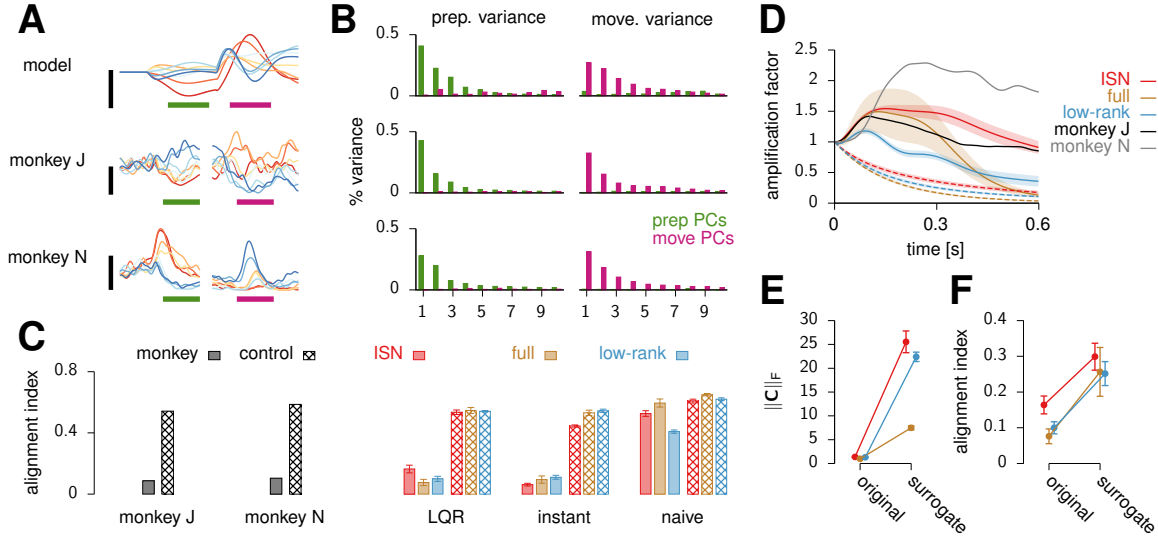 A
model
monkey J
monkey N
B
prep. variance
move. variance
% variance
0.5
0
0.5
0
0.5
0
prep PCs
move PCs
1 3 5 7 9
1 3 5 7 9
C
monkey
control
ISN
full
low-rank
alignment index
0.8
0.4
0
monkey J
monkey N
LQR
instant
naive
D
amplification factor
2.5
2
1.5
1
0.5
0
0
0.3
0.6
time [s]
ISN
full
low-rank
monkey J
monkey N
E
||C||F
30
25
20
15
10
5
0
original
surrogate
F
alignment index
0.4
0.3
0.2
0.1
0
original
surrogate